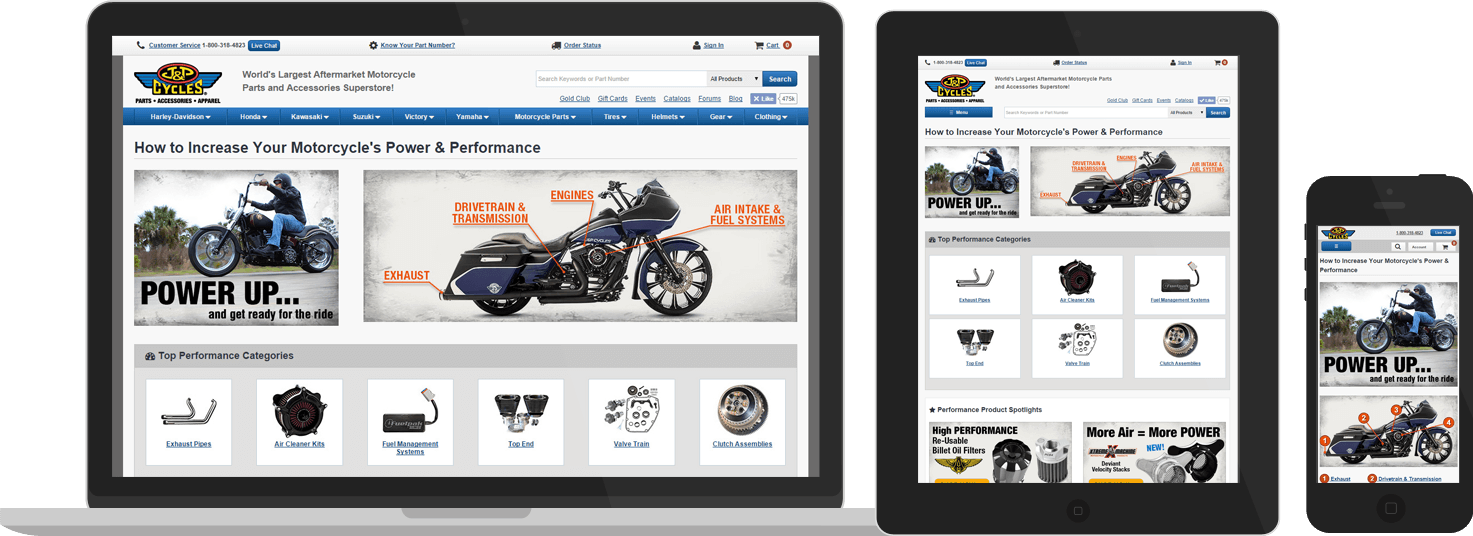 Customer Service 1-800-318-4823 Live Chat
Know Your Part Number?
Order Status
Sign In
Cart 0
J&P
CYCLES
PARTS • ACCESSORIES • APPAREL
World's Largest Aftermarket Motorcycle
Parts and Accessories Superstore!
Search Keywords or Part Number
All Products
Search
Gold Club Gift Cards Events Catalogs Forums Blog Like 475k
Harley-Davidson Honda Kawasaki Suzuki Victory Yamaha Motorcycle Parts Tires Helmets Gear Clothing
How to Increase Your Motorcycle's Power & Performance
POWER UP...
and get ready for the ride
ENGINES
DRIVETRAIN &
TRANSMISSION
AIR INTAKE &
FUEL SYSTEMS
EXHAUST
J&P CYCLES
Top Performance Categories
Exhaust Pipes
Air Cleaner Kits
Fuel Management
Systems
Top End
Valve Train
Clutch Assemblies
1-800-318-4823 Live Chat
Order Status
Sign In
0
J&P
CYCLES
PARTS • ACCESSORIES • APPAREL
World's Largest Aftermarket Motorcycle Parts
and Accessories Superstore!
Gold Club Gift Cards Events Catalogs Like 475k
Menu
Search Keywords or Part Number
All Products
Search
How to Increase Your Motorcycle's Power & Performance
POWER UP...
and get ready for the ride
ENGINES
DRIVETRAIN &
TRANSMISSION
AIR INTAKE &
FUEL SYSTEMS
EXHAUST
Top Performance Categories
Exhaust Pipes
Air Cleaner Kits
Fuel Management Systems
Top End
Valve Train
Clutch Assemblies
Performance Product Spotlights
High PERFORMANCE
Re-Usable
Billet Oil Filters
More Air = More POWER
XTREME MACHINE
NEW!
Deviant
Velocity Stacks
J&P
CYCLES
1-800-318-4823
Live Chat
Account
0
How to Increase Your Motorcycle's Power &
Performance
POWER UP...
and get ready for the ride
1
2
3
4
1 Exhaust
2 Drivetrain & Transmission